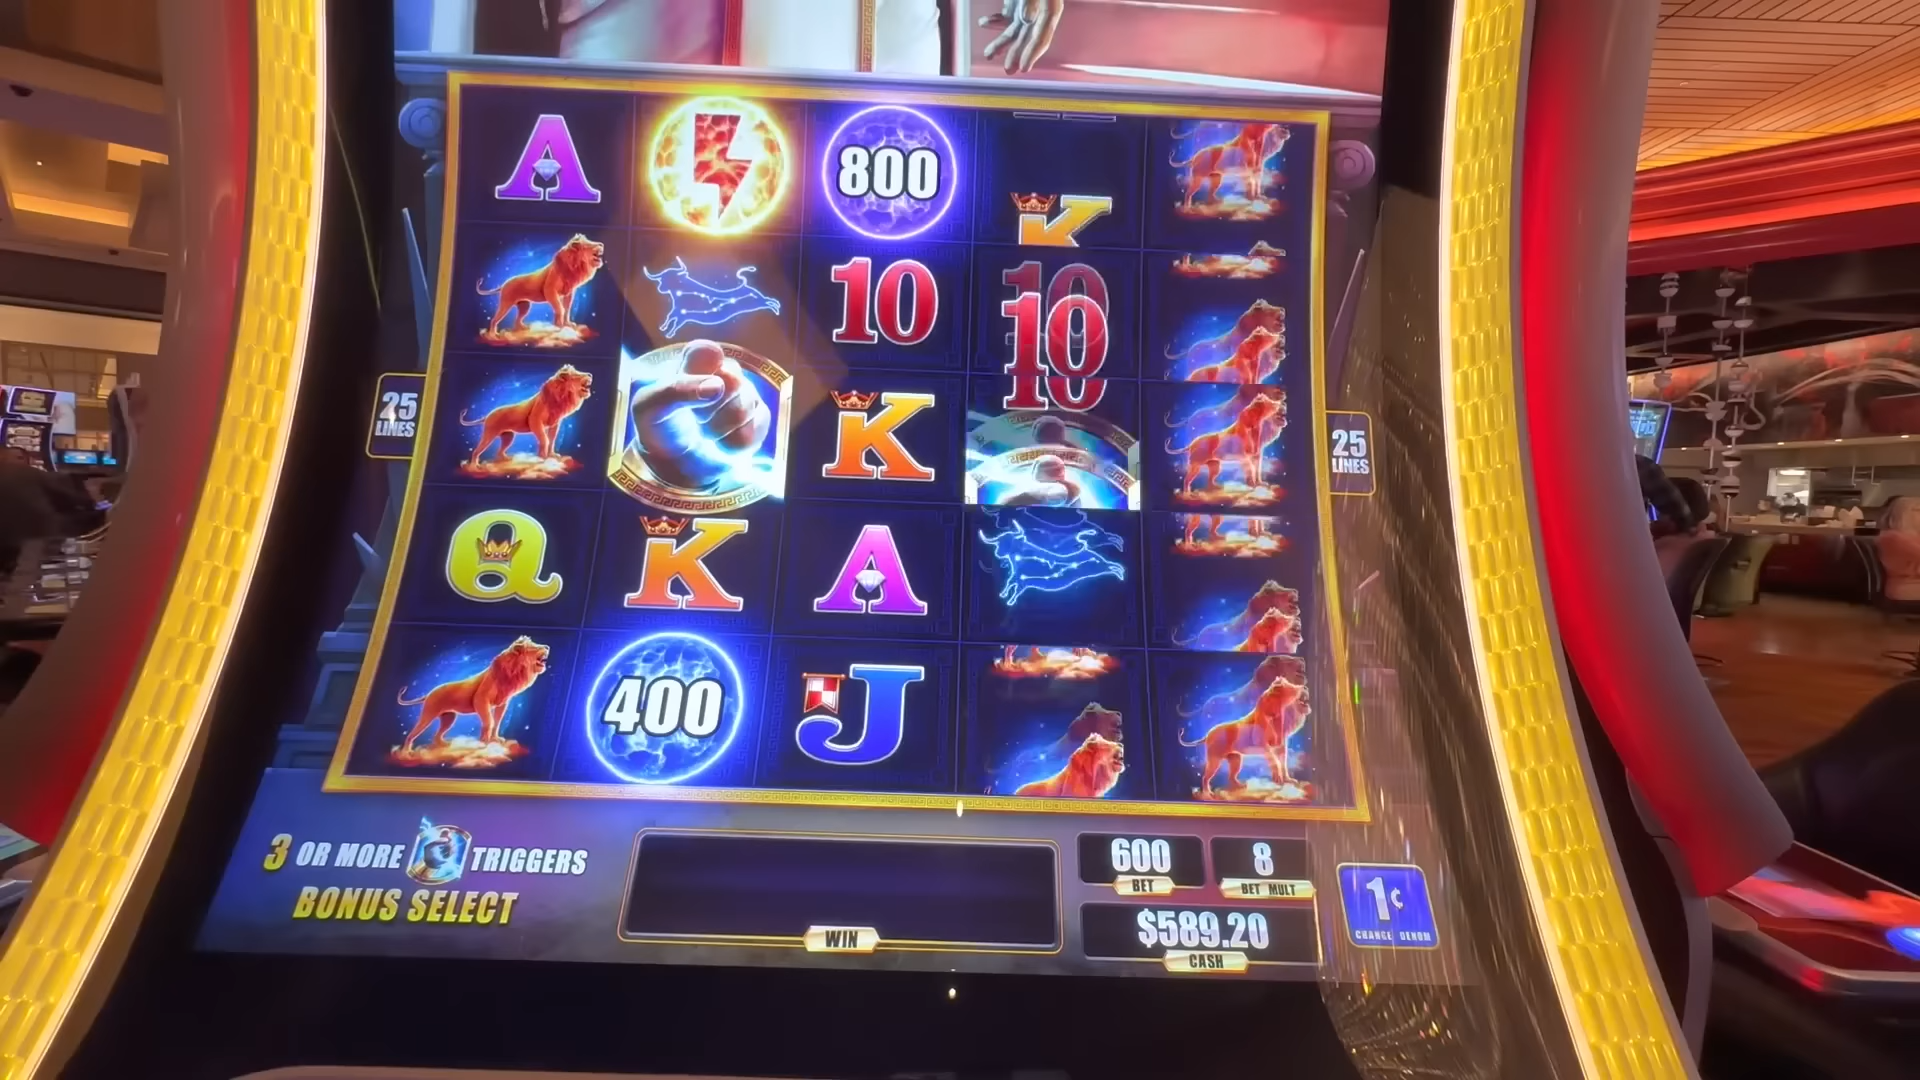 A 800
K
10 10
10
25
LINES
K
25
LINES
Q K A
400 J
3 OR MORE TRIGGERS
BONUS SELECT
WIN
600
BET
8
BET MULT
$589.20
CASH
1¢
CHANGE DENOM